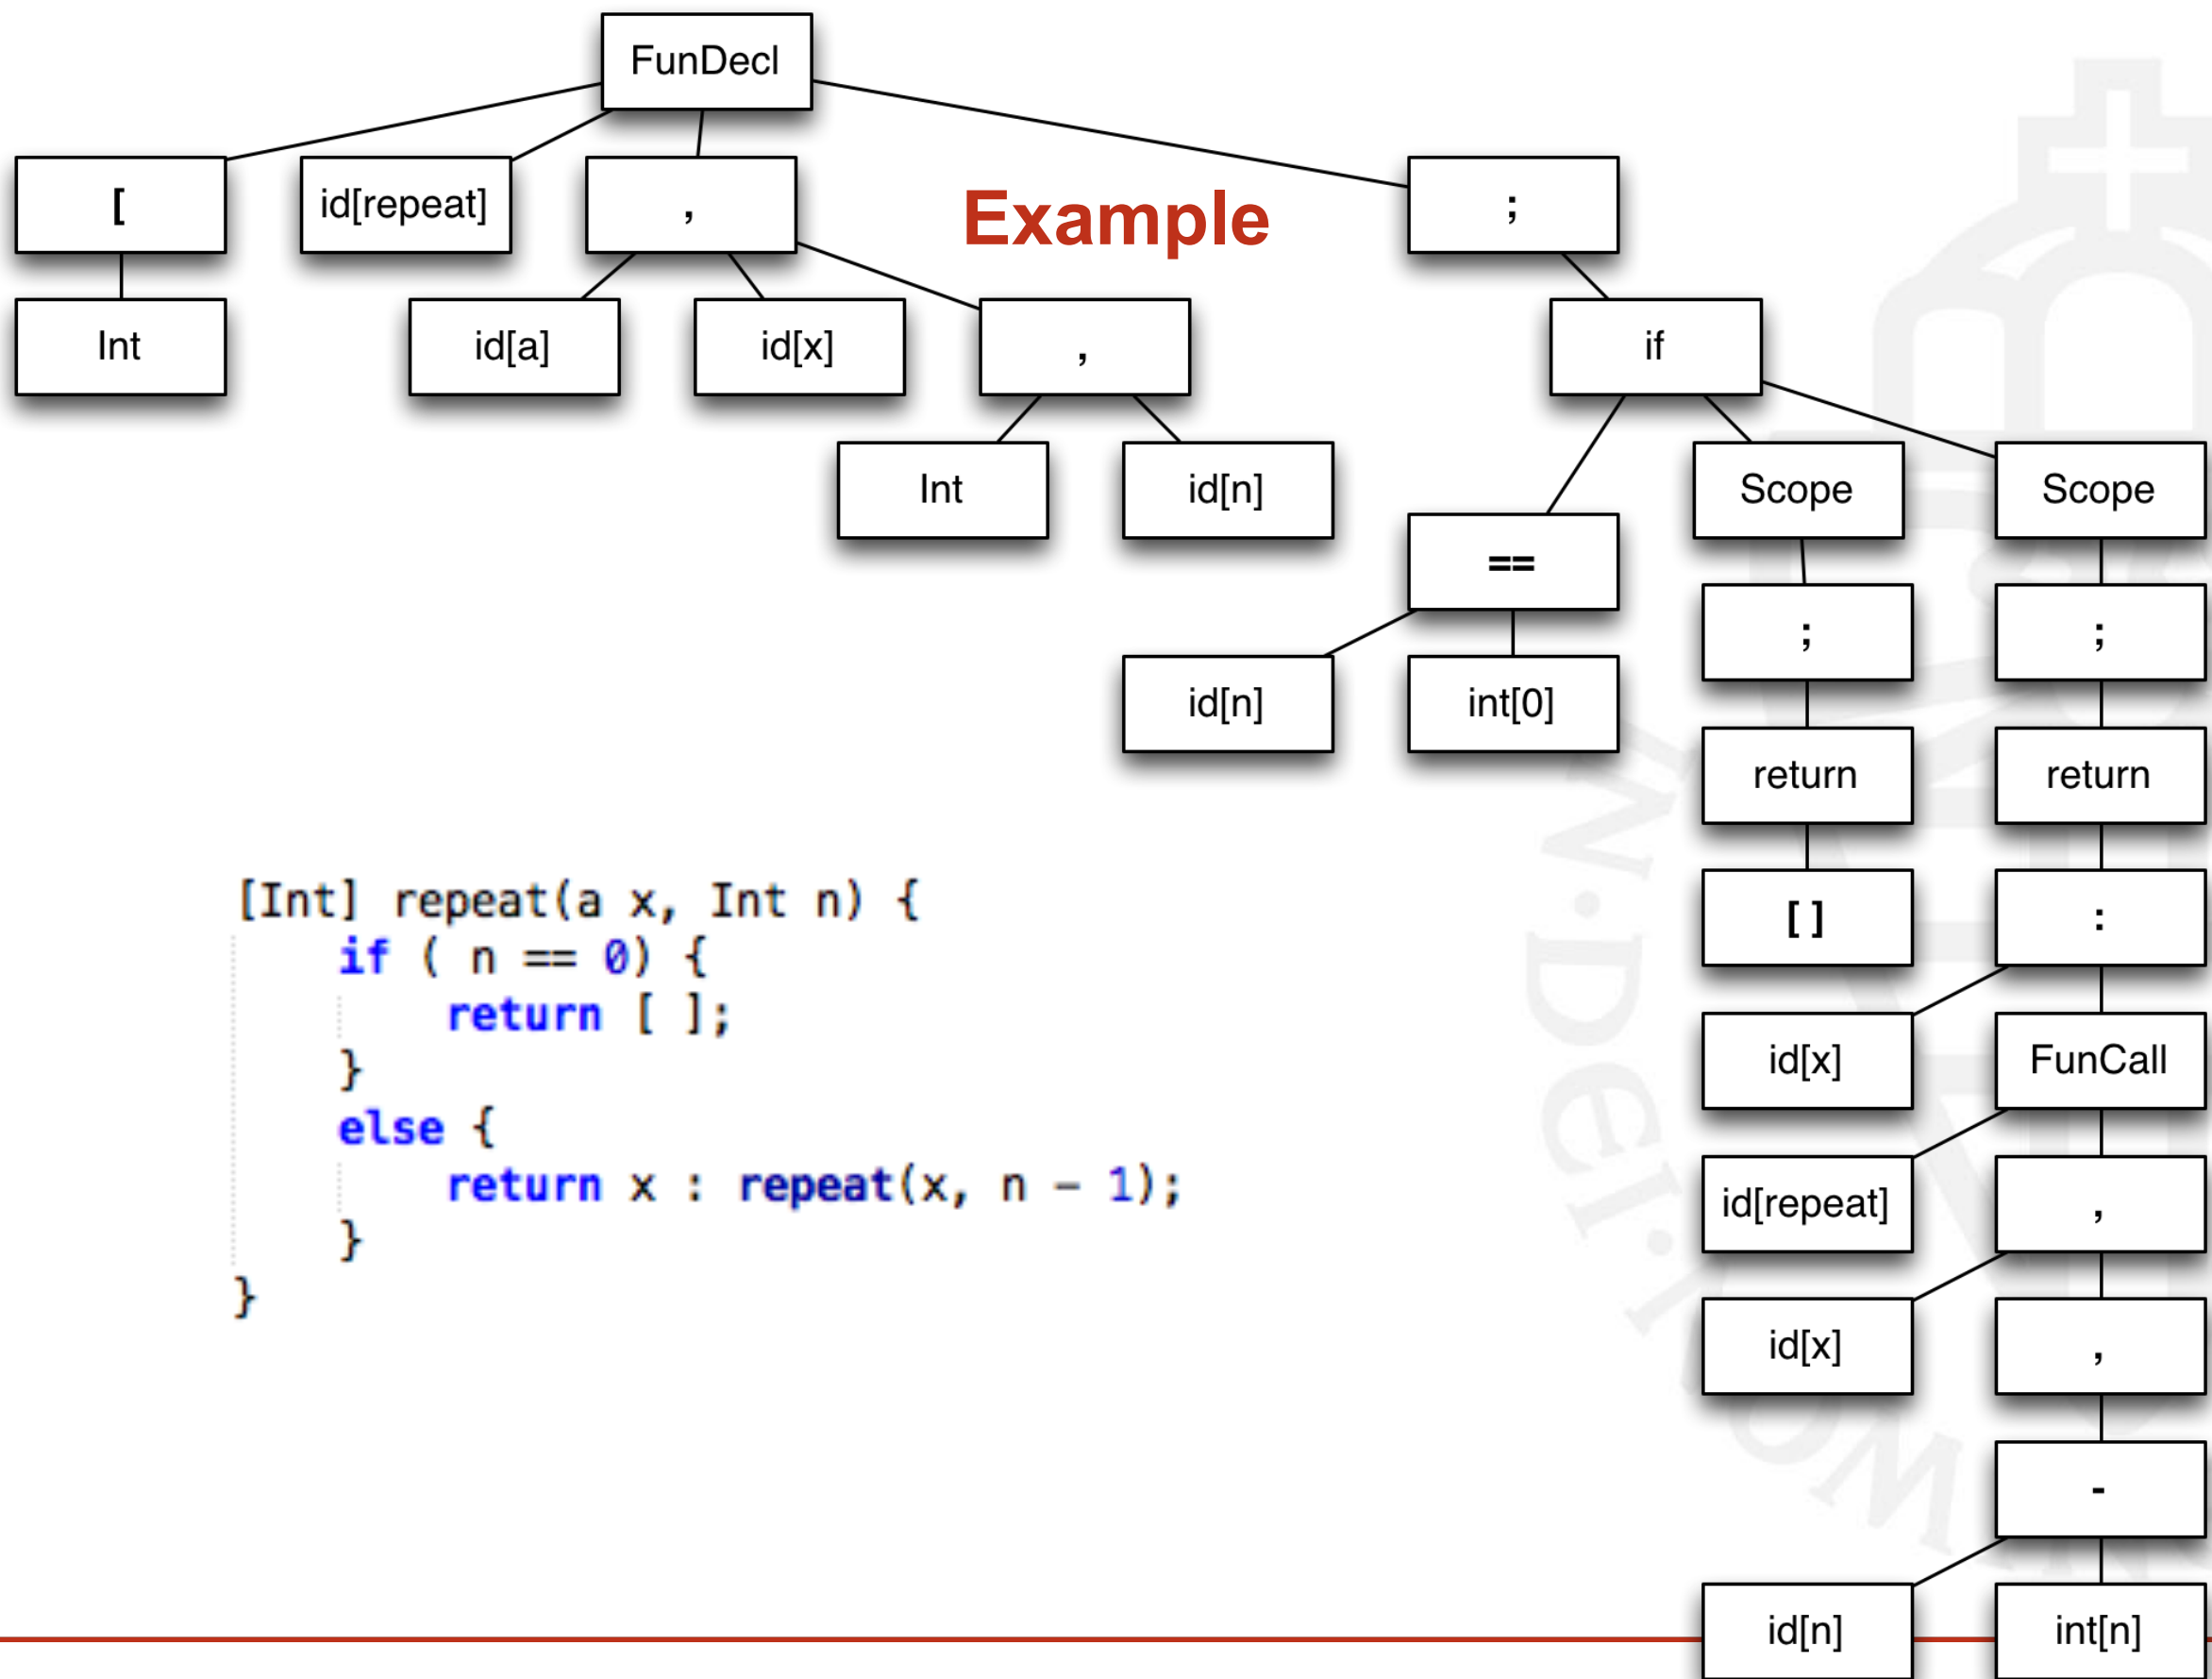 FunDecl
[ id[repeat] , Example ;
Int id[a] id[x] , if
Int id[n] Scope Scope
==
; ;
id[n] int[0]
return return
[ ] :
[Int] repeat(a x, Int n) {
if ( n == 0) {
return [ ];
}
else {
return x : repeat(x, n - 1);
}
}
id[x] FunCall
id[repeat] ,
id[x] ,
-
id[n] int[n]